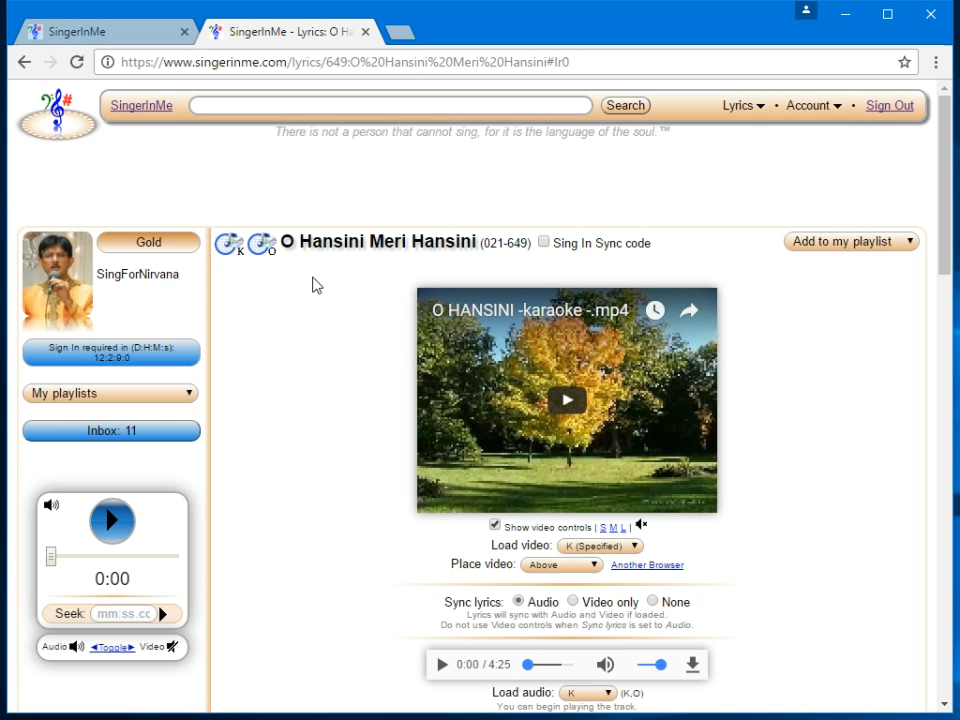 SingerInMe
SingerInMe - Lyrics: O Ha
https://www.singerinme.com/lyrics/649:O%20Hansini%20Meri%20Hansini#lr0
SingerInMe
Search
Lyrics ▾ • Account ▾ • Sign Out
There is not a person that cannot sing, for it is the language of the soul.™
Gold
SingForNirvana
Sign In required in (D:H:M:s):
12:2:9:0
My playlists
Inbox: 11
0:00
Seek: mm:ss.cc
Audio ◄Toggle► Video
K O O Hansini Meri Hansini (021-649) Sing In Sync code
Add to my playlist
O HANSINI -karaoke -.mp4
Show video controls | S M L |
Load video: K (Specified)
Place video: Above Another Browser
Sync lyrics: Audio Video only None
Lyrics will sync with Audio and Video if loaded.
Do not use Video controls when Sync lyrics is set to Audio.
0:00 / 4:25
Load audio: K (K,O)
You can begin playing the track.